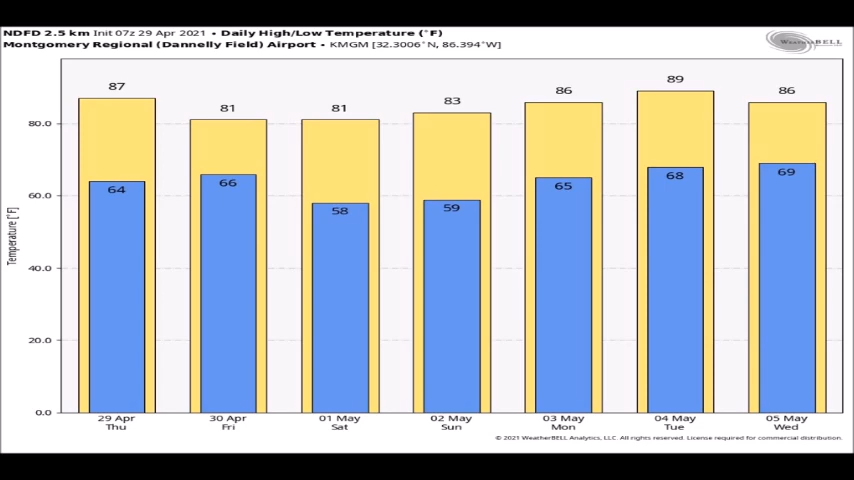 NDFD 2.5 km Init 07z 29 Apr 2021 • Daily High/Low Temperature (°F)
Montgomery Regional (Dannelly Field) Airport • KMGM [32.3006°N, 86.394°W]
WeatherBELL
87
81
81
83
86
89
86
64
66
58
59
65
68
69
80.0
60.0
40.0
20.0
0.0
Temperature [°F]
29 Apr
Thu
30 Apr
Fri
01 May
Sat
02 May
Sun
03 May
Mon
04 May
Tue
05 May
Wed
© 2021 WeatherBELL Analytics, LLC. All rights reserved. License required for commercial distribution.